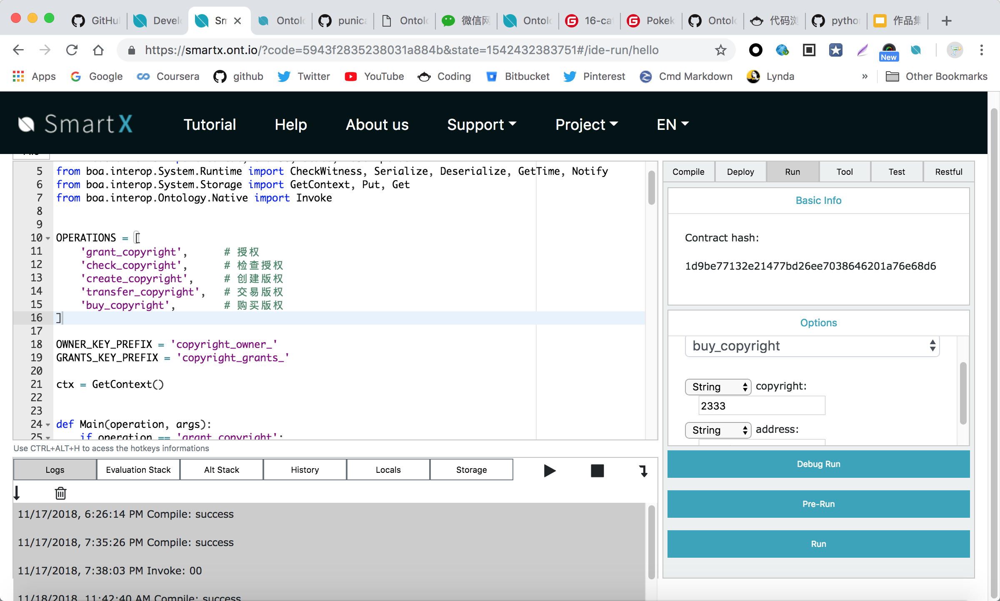 GitHu
Devel
Sm
Ontol
punica
Ontol
微信网
Ontol
16-cat
Pokek
Ontol
代码浏
python
作品集
https://smartx.ont.io/?code=5943f2835238031a884b&state=1542432383751#/ide-run/hello
New
Apps
Google
Coursera
github
Twitter
YouTube
Coding
Bitbucket
Pinterest
Cmd Markdown
Lynda
»
Other Bookmarks
SmartX
Tutorial
Help
About us
Support
Project
EN
5 from boa.interop.System.Runtime import CheckWitness, Serialize, Deserialize, GetTime, Notify
6 from boa.interop.System.Storage import GetContext, Put, Get
7 from boa.interop.Ontology.Native import Invoke
8
9
10 OPERATIONS = [
11 'grant_copyright', # 授权
12 'check_copyright', # 检查授权
13 'create_copyright', # 创建版权
14 'transfer_copyright', # 交易版权
15 'buy_copyright', # 购买版权
16 ]
17
18 OWNER_KEY_PREFIX = 'copyright_owner_'
19 GRANTS_KEY_PREFIX = 'copyright_grants_'
20
21 ctx = GetContext()
22
23
24 def Main(operation, args):
25 if operation == 'grant_copyright':
Use CTRL+ALT+H to acess the hotkeys informations
Logs
Evaluation Stack
Alt Stack
History
Locals
Storage
11/17/2018, 6:26:14 PM Compile: success
11/17/2018, 7:35:26 PM Compile: success
11/17/2018, 7:38:03 PM Invoke: 00
11/18/2018, 11:42:40 AM Compile: success
Compile
Deploy
Run
Tool
Test
Restful
Basic Info
Contract hash:
1d9be77132e21477bd26ee7038646201a76e68d6
Options
buy_copyright
String copyright:
2333
String address:
Debug Run
Pre-Run
Run